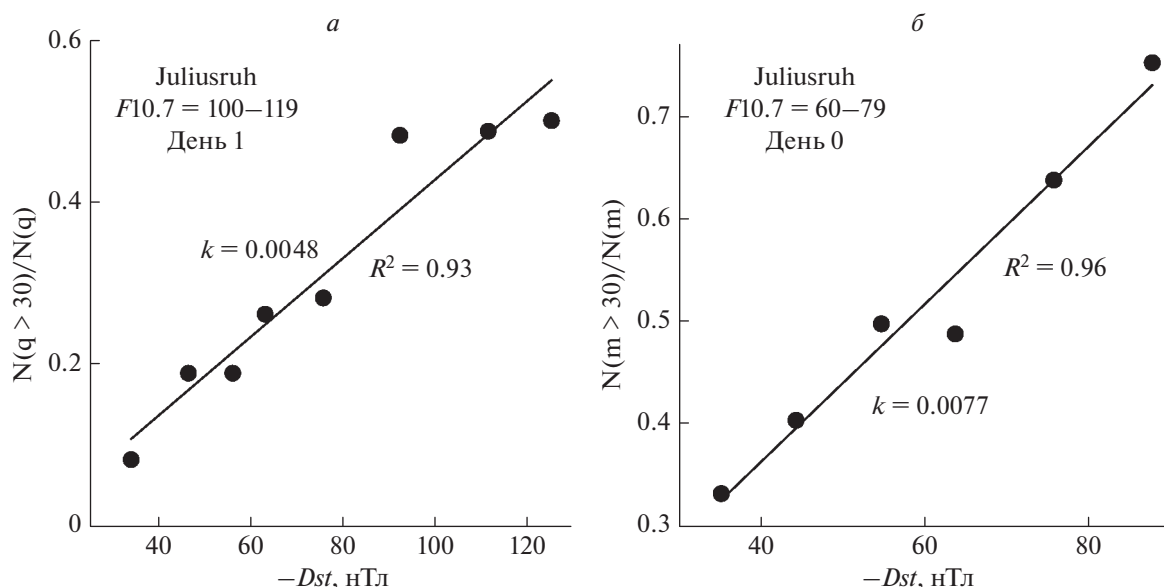 а
0.6
Juliusruh
F10.7 = 100–119
День 1
0.4
k = 0.0048
R² = 0.93
0.2
0
N(q > 30)/N(q)
40
60
80
100
120
–Dst, нТл
б
Juliusruh
F10.7 = 60–79
День 0
0.7
0.6
R² = 0.96
0.5
k = 0.0077
0.4
0.3
N(m > 30)/N(m)
40
60
80
–Dst, нТл